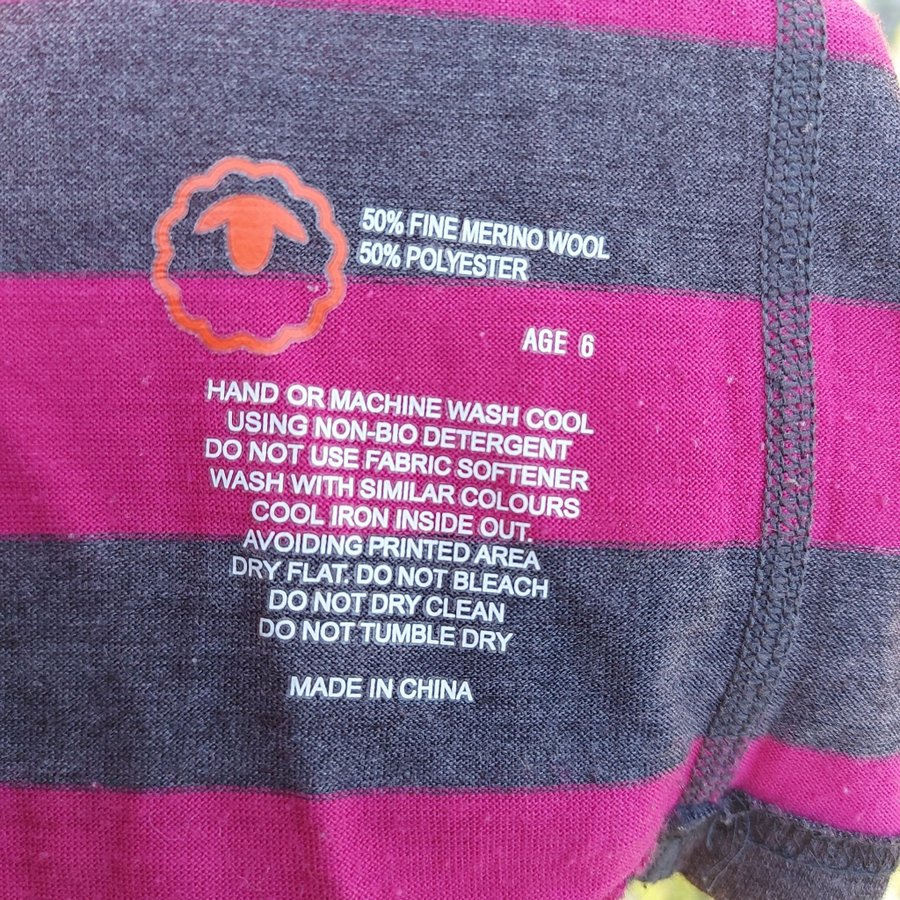 50% FINE MERINO WOOL
50% POLYESTER
AGE 6
HAND OR MACHINE WASH COOL
USING NON-BIO DETERGENT
DO NOT USE FABRIC SOFTENER
WASH WITH SIMILAR COLOURS
COOL IRON INSIDE OUT.
AVOIDING PRINTED AREA
DRY FLAT. DO NOT BLEACH
DO NOT DRY CLEAN
DO NOT TUMBLE DRY
MADE IN CHINA